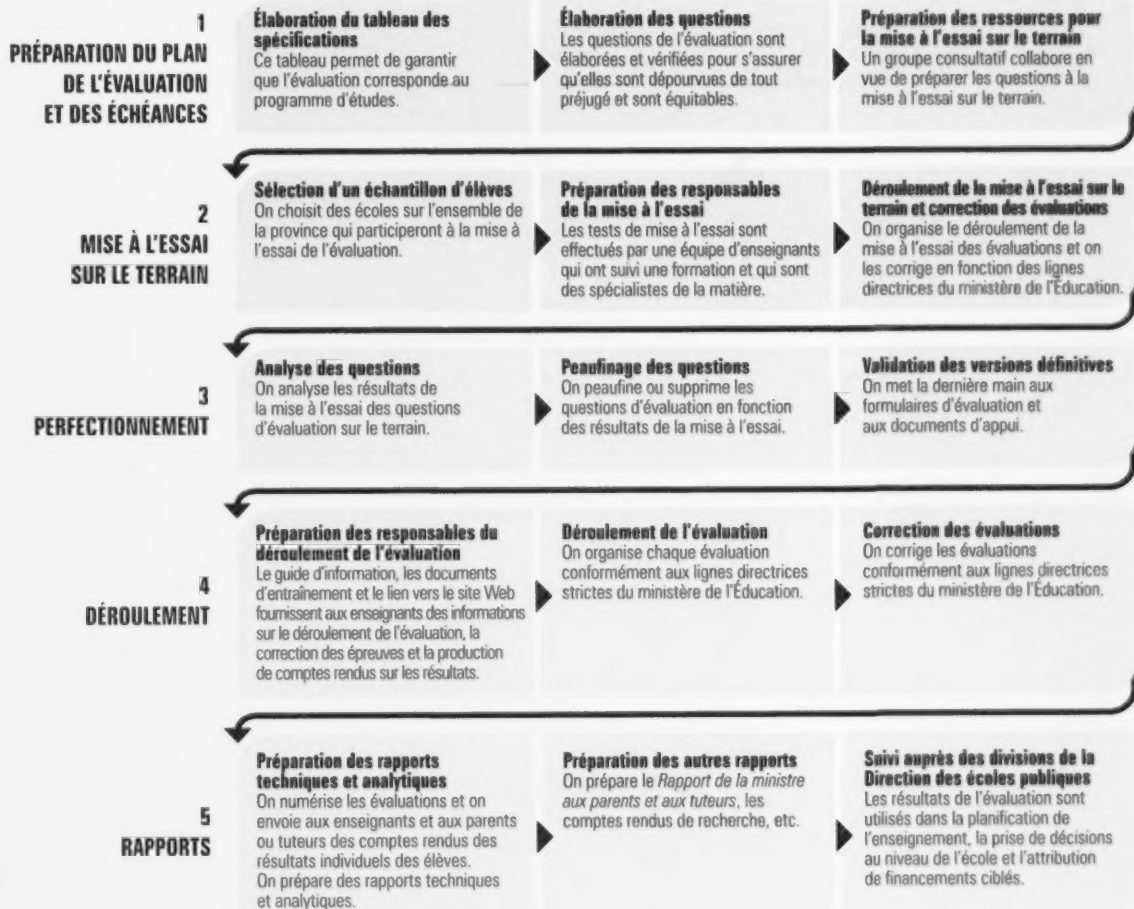 1
PRÉPARATION DU PLAN
DE L'ÉVALUATION
ET DES ÉCHÉANCES
Élaboration du tableau des
spécifications
Ce tableau permet de garantir
que l'évaluation corresponde au
programme d'études.
Élaboration des questions
Les questions de l'évaluation sont
élaborées et vérifiées pour s'assurer
qu'elles sont dépourvues de tout
préjugé et sont équitables.
Préparation des ressources pour
la mise à l'essai sur le terrain
Un groupe consultatif collabore en
vue de préparer les questions à la
mise à l'essai sur le terrain.
2
MISE À L'ESSAI
SUR LE TERRAIN
Sélection d'un échantillon d'élèves
On choisit des écoles sur l'ensemble de
la province qui participeront à la mise à
l'essai de l'évaluation.
Préparation des responsables
de la mise à l'essai
Les tests de mise à l'essai sont
effectués par une équipe d'enseignants
qui ont suivi une formation et qui sont
des spécialistes de la matière.
Déroulement de la mise à l'essai sur le
terrain et correction des évaluations
On organise le déroulement de la
mise à l'essai des évaluations et on
les corrige en fonction des lignes
directrices du ministère de l'Éducation.
3
PERFECTIONNEMENT
Analyse des questions
On analyse les résultats de
la mise à l'essai des questions
d'évaluation sur le terrain.
Peaufinage des questions
On peaufine ou supprime les
questions d'évaluation en fonction
des résultats de la mise à l'essai.
Validation des versions définitives
On met la dernière main aux
formulaires d'évaluation et
aux documents d'appui.
4
DÉROULEMENT
Préparation des responsables du
déroulement de l'évaluation
Le guide d'information, les documents
d'entraînement et le lien vers le site Web
fournissent aux enseignants des informations
sur le déroulement de l'évaluation, la
correction des épreuves et la production
de comptes rendus sur les résultats.
Déroulement de l'évaluation
On organise chaque évaluation
conformément aux lignes directrices
strictes du ministère de l'Éducation.
Correction des évaluations
On corrige les évaluations
conformément aux lignes directrices
strictes du ministère de l'Éducation.
5
RAPPORTS
Préparation des rapports
techniques et analytiques
On numérise les évaluations et on
envoie aux enseignants et aux parents
ou tuteurs des comptes rendus des
résultats individuels des élèves.
On prépare des rapports techniques
et analytiques.
Préparation des autres rapports
On prépare le Rapport de la ministre
aux parents et aux tuteurs, les
comptes rendus de recherche, etc.
Suivi auprès des divisions de la
Direction des écoles publiques
Les résultats de l'évaluation sont
utilisés dans la planification de
l'enseignement, la prise de décisions
au niveau de l'école et l'attribution
de financements ciblés.